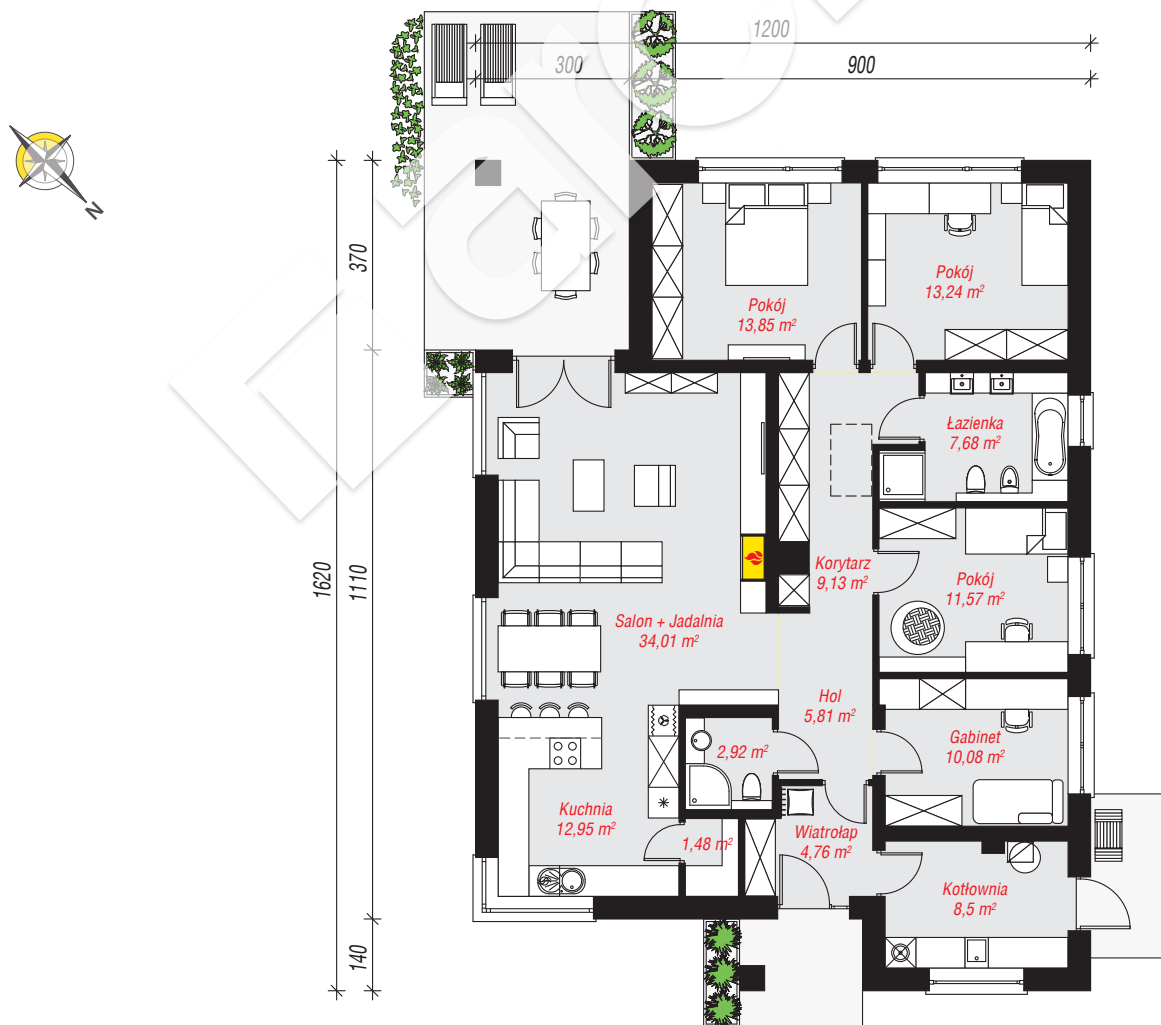 1200
300
900
N
370
1620
1110
140
Pokój
13,85 m²
Pokój
13,24 m²
Łazienka
7,68 m²
Korytarz
9,13 m²
Pokój
11,57 m²
Salon + Jadalnia
34,01 m²
Hol
5,81 m²
2,92 m²
Gabinet
10,08 m²
Kuchnia
12,95 m²
1,48 m²
Wiatrołap
4,76 m²
Kotłownia
8,5 m²